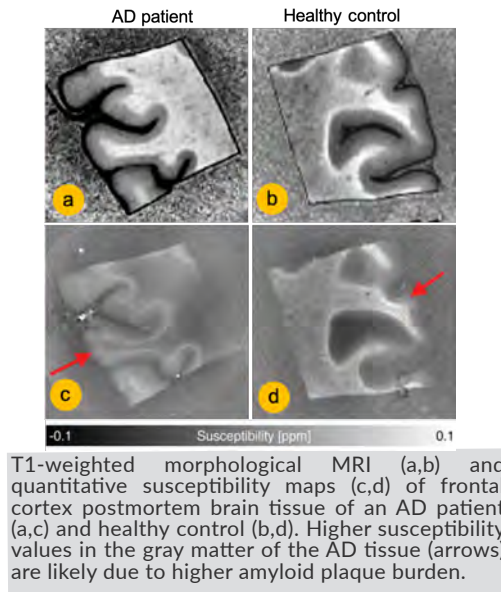 AD patient Healthy control
a b
c d
-0.1 Susceptibility [ppm] 0.1
T1-weighted morphological MRI (a,b) and
quantitative susceptibility maps (c,d) of fronta
cortex postmortem brain tissue of an AD patient
(a,c) and healthy control (b,d). Higher susceptibility
values in the gray matter of the AD tissue (arrows
are likely due to higher amyloid plaque burden.